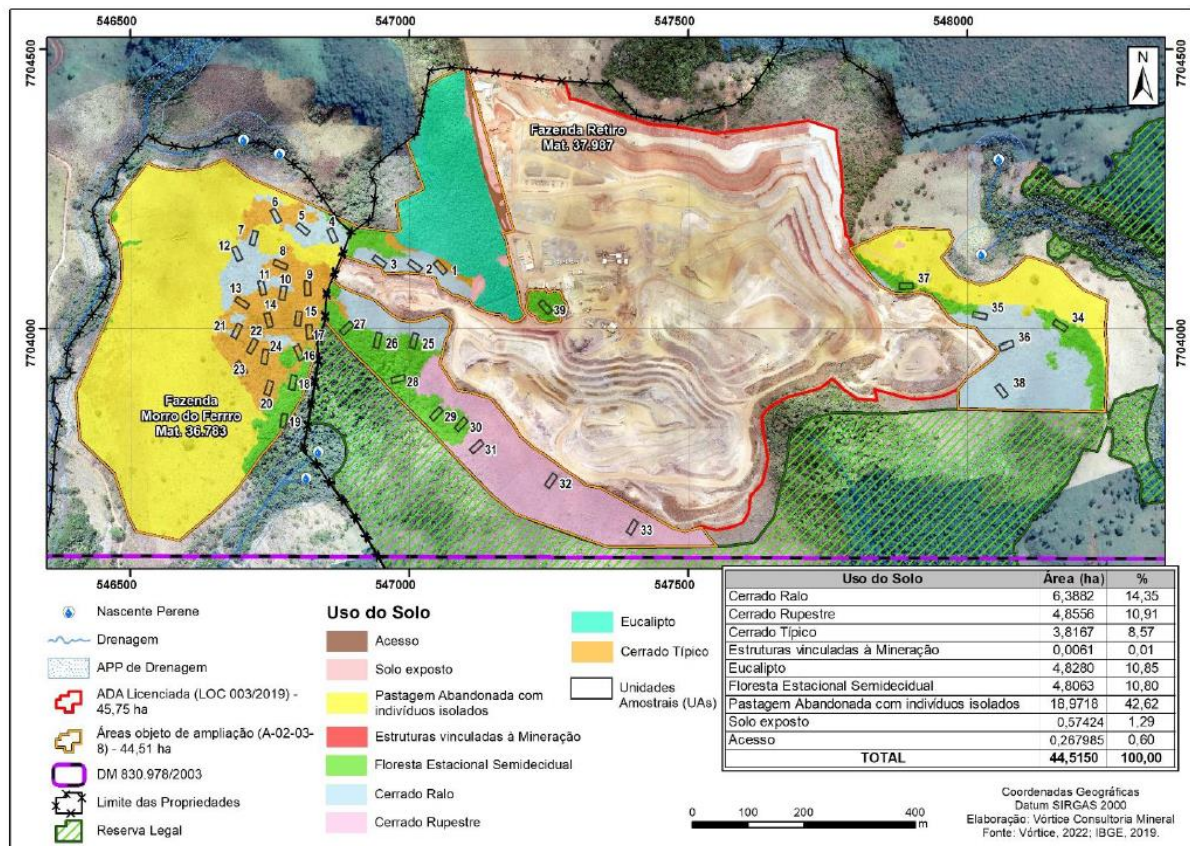 546500 547000 547500 548000
7704500
7704500
7704000
7704000
N
Fazenda Retiro
Mat. 37.987
Fazenda
Morro do Ferrro
Mat. 36.783
6
5
4
7
12
8
3
2
1
11
10
9
13
14
15
21
22
17
24
16
23
18
20
19
27
26
25
28
29
30
31
32
33
39
37
35
34
36
38
546500 547000 547500
Nascente Perene
Drenagem
APP de Drenagem
ADA Licenciada (LOC 003/2019) -
45,75 ha
Áreas objeto de ampliação (A-02-03-
8) - 44,51 ha
DM 830.978/2003
Limite das Propriedades
Reserva Legal
Uso do Solo
Acesso
Solo exposto
Pastagem Abandonada com
indivíduos isolados
Estruturas vinculadas à Mineração
Floresta Estacional Semidecidual
Cerrado Ralo
Cerrado Rupestre
Eucalipto
Cerrado Típico
Unidades
Amostrais (UAs)
Uso do Solo Área (ha) %
Cerrado Ralo 6,3882 14,35
Cerrado Rupestre 4,8556 10,91
Cerrado Típico 3,8167 8,57
Estruturas vinculadas à Mineração 0,0061 0,01
Eucalipto 4,8280 10,85
Floresta Estacional Semidecidual 4,8063 10,80
Pastagem Abandonada com indivíduos isolados 18,9718 42,62
Solo exposto 0,57424 1,29
Acesso 0,267985 0,60
TOTAL 44,5150 100,00
0 100 200 400
m
Coordenadas Geográficas
Datum SIRGAS 2000
Elaboração: Vórtice Consultoria Mineral
Fonte: Vórtice, 2022; IBGE, 2019.